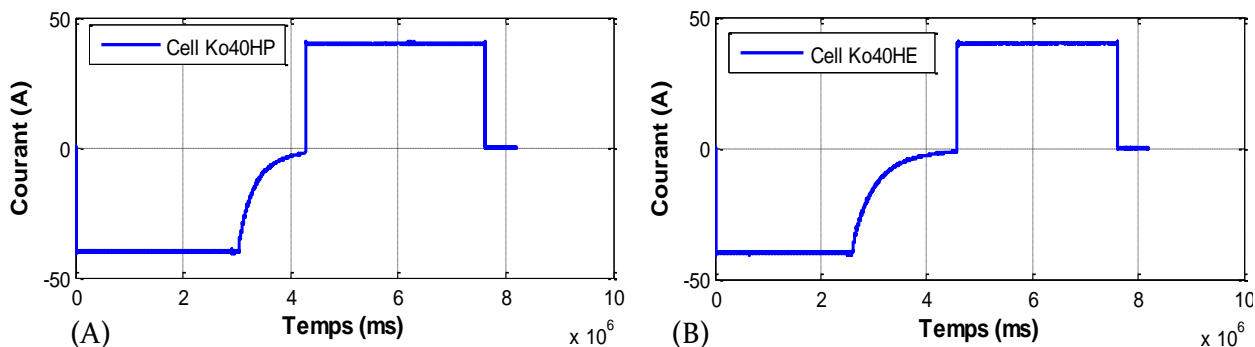 50
Cell Ko40HP
Courant (A)
0
-50
0 2 4 6 8 10
Temps (ms)
x 10^6
(A)
50
Cell Ko40HE
Courant (A)
0
-50
0 2 4 6 8 10
Temps (ms)
x 10^6
(B)